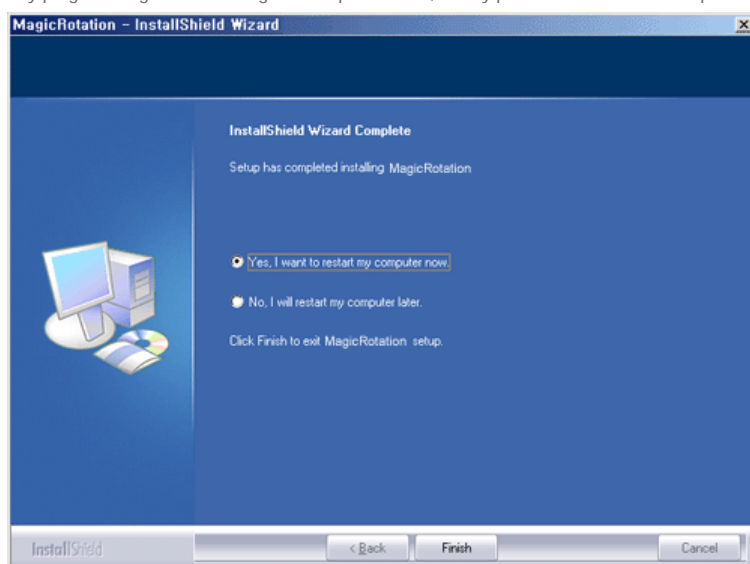 MagicRotation - InstallShield Wizard
InstallShield Wizard Complete
Setup has completed installing MagicRotation
Yes, I want to restart my computer now.
No, I will restart my computer later.
Click Finish to exit MagicRotation setup.
InstallShield
< Back
Finish
Cancel